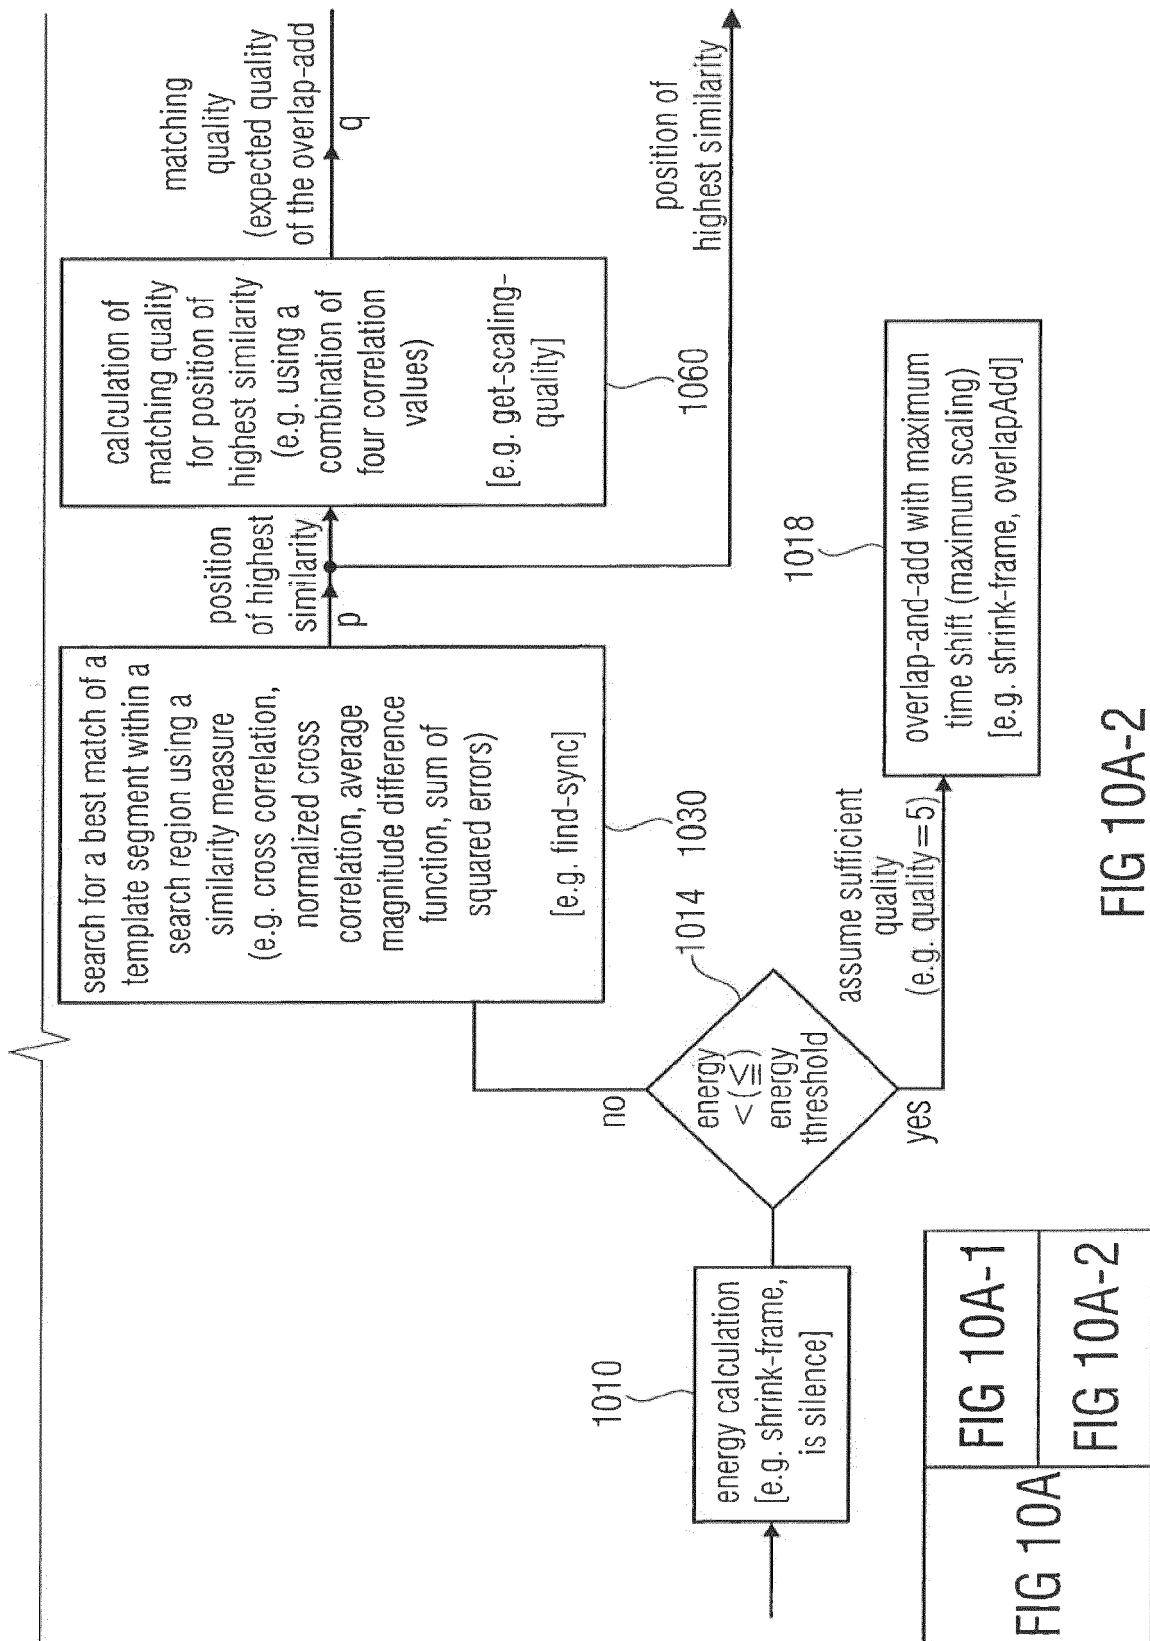 search for a best match of a
template segment within a
search region using a
similarity measure
(e.g. cross correlation,
normalized cross
correlation, average
magnitude difference
function, sum of
squared errors)
[e.g. find-sync]
1030
position
of highest
similarity
p
calculation of
matching quality
for position of
highest similarity
(e.g. using a
combination of
four correlation
values)
[e.g. get-scaling-
quality]
1060
matching
quality
(expected quality
of the overlap-add
q
position of
highest similarity
1010
energy calculation
[e.g. shrink-frame,
is silence]
1014
energy
<(≦)
energy
threshold
no
yes
assume sufficient
quality
(e.g. quality=5)
1018
overlap-and-add with maximum
time shift (maximum scaling)
[e.g. shrink-frame, overlapAdd]
FIG 10A
FIG 10A-1
FIG 10A-2
FIG 10A-2